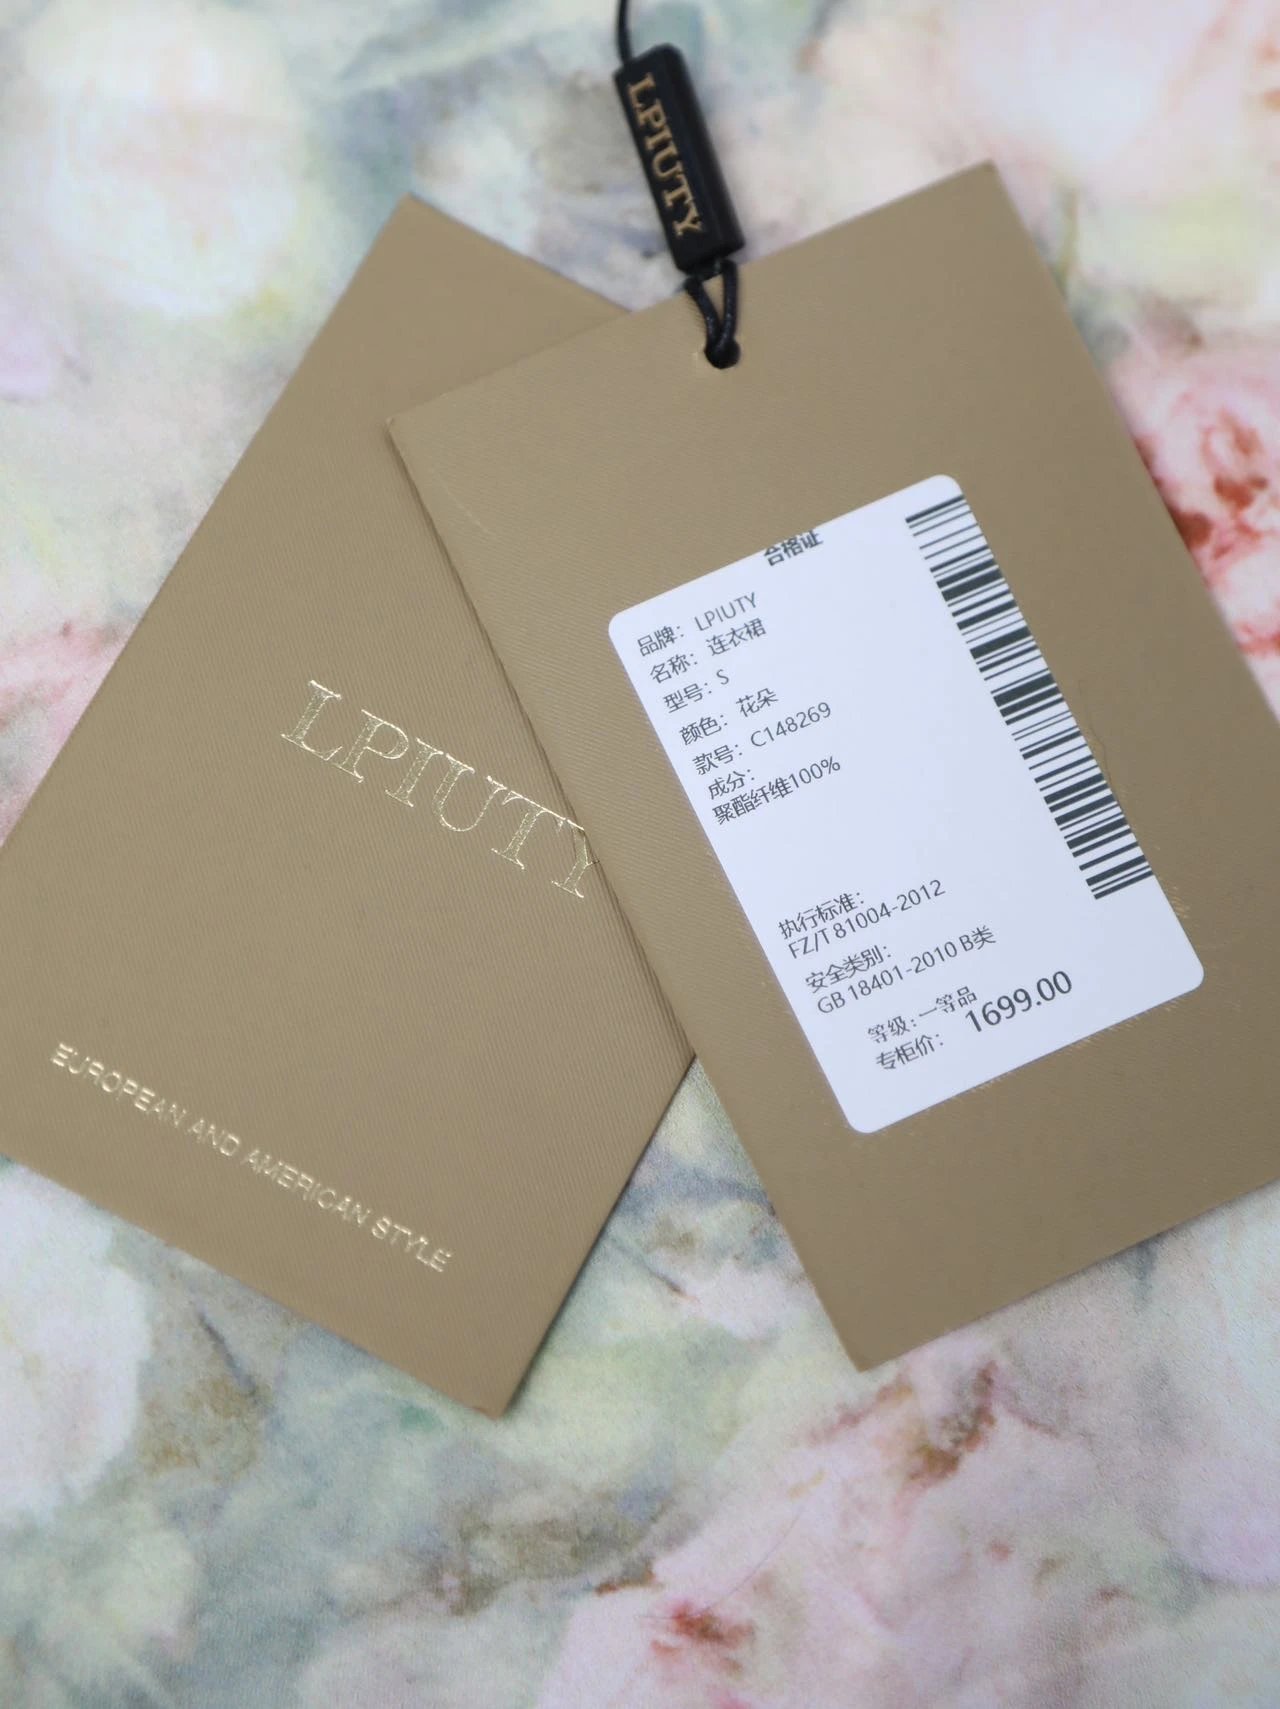 LPIUTY
LPIUTY
EUROPEAN AND AMERICAN STYLE
合格证
品牌: LPIUTY
名称: 连衣裙
型号: S
颜色: 花朵
款号: C148269
成分:
聚酯纤维100%
执行标准:
FZ/T 81004-2012
安全类别:
GB 18401-2010 B类
等级: 一等品
专柜价: 1699.00